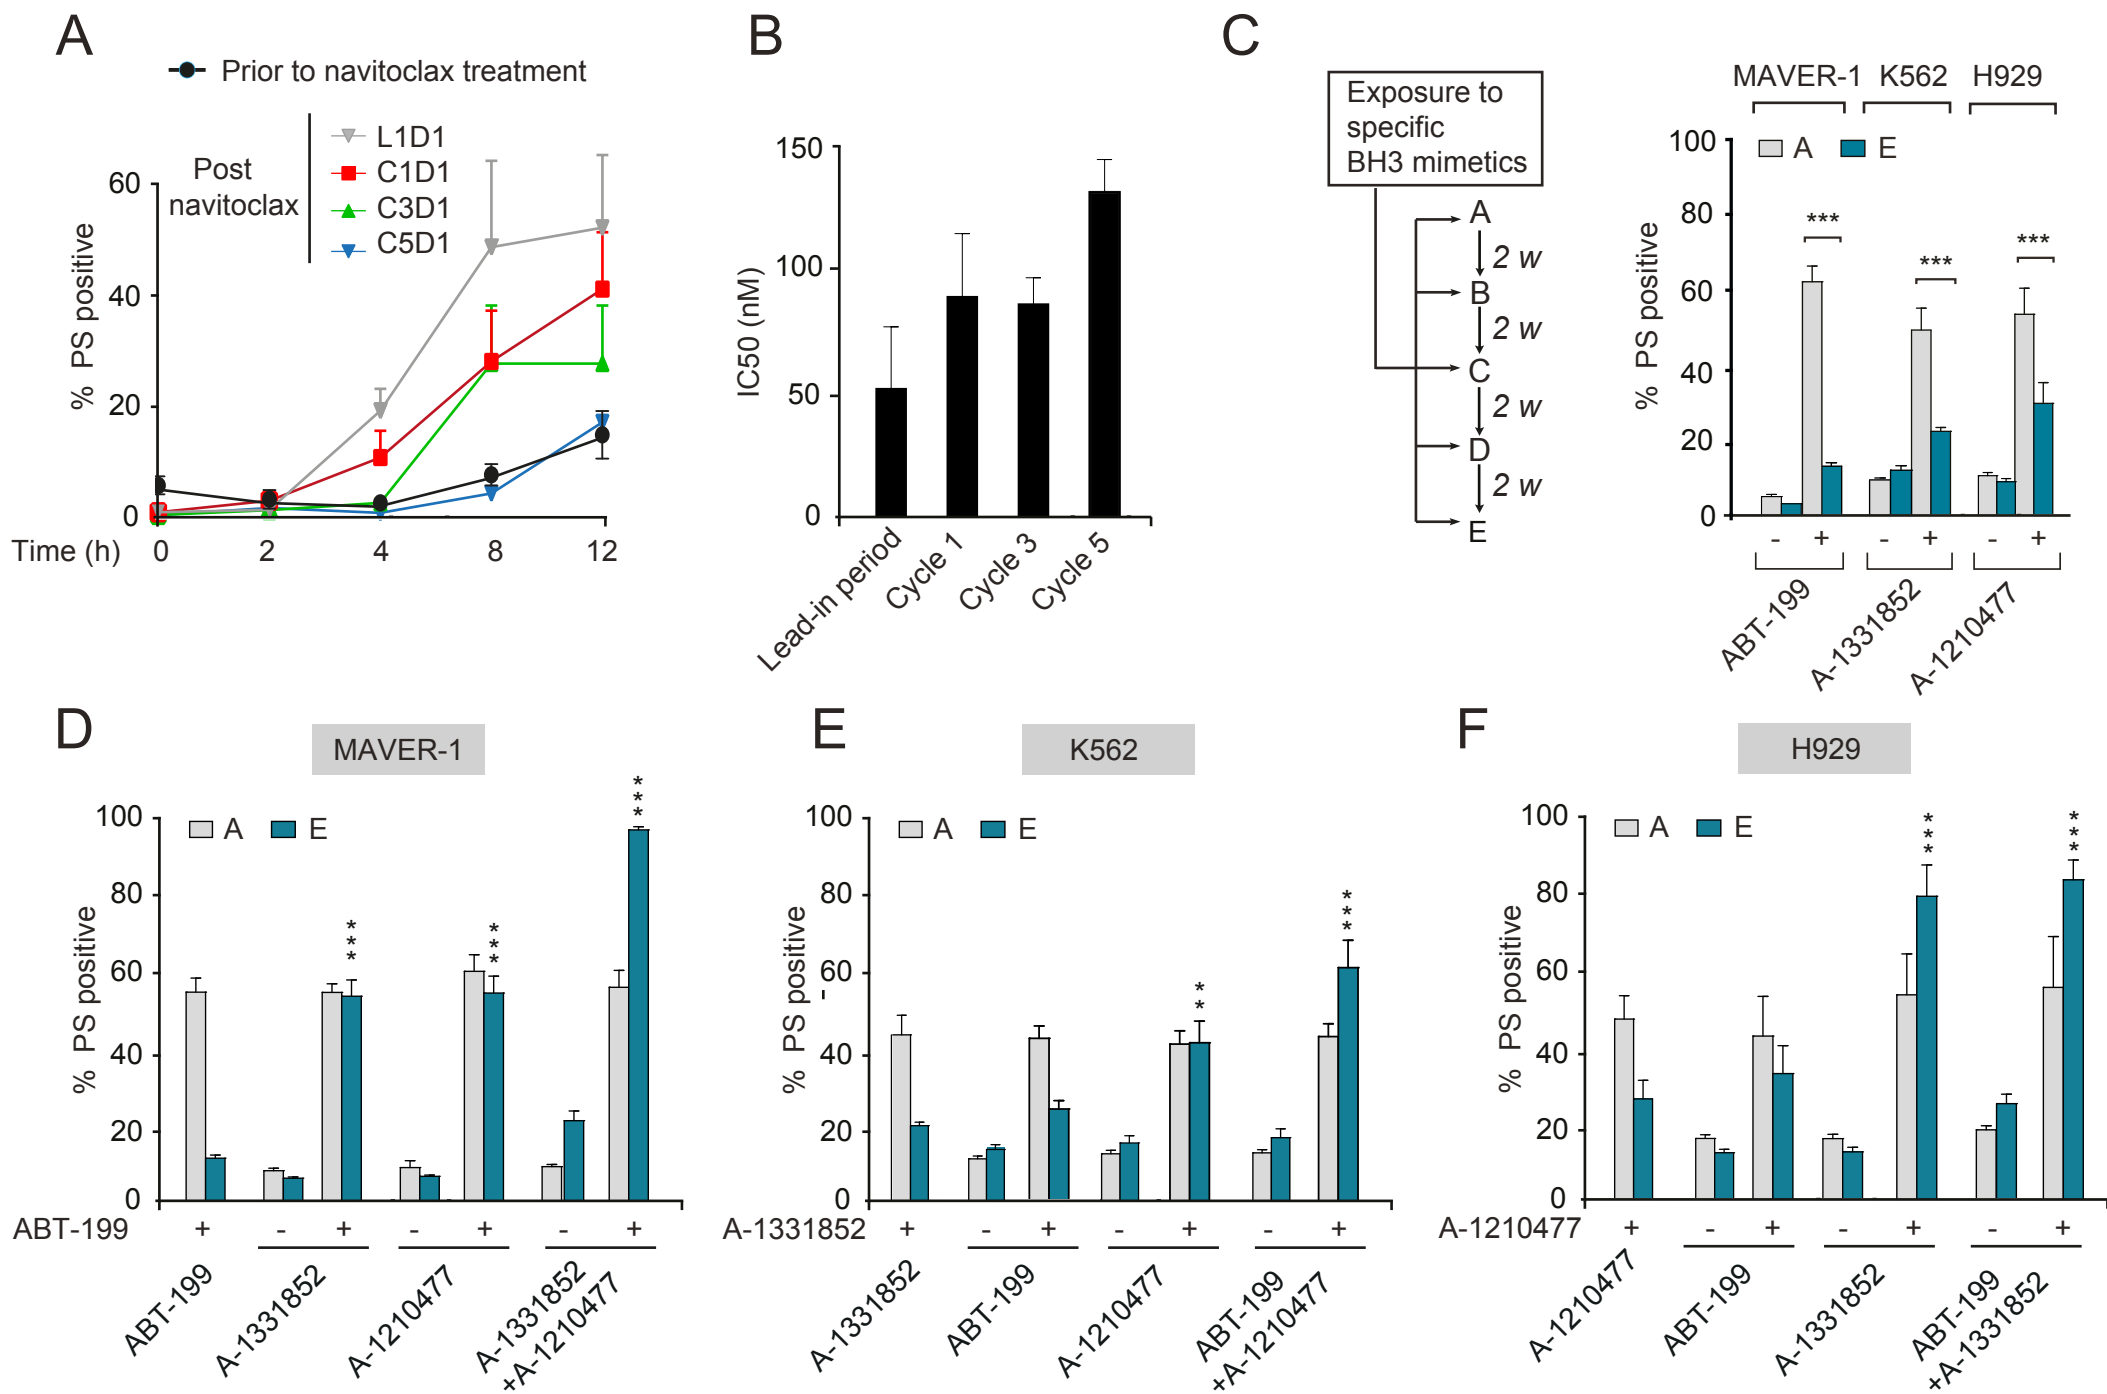 A
Prior to navitoclax treatment
Post
navitoclax
L1D1
C1D1
C3D1
C5D1
% PS positive
60
40
20
0
Time (h)
0
2
4
8
12
B
IC50 (nM)
150
100
50
0
Lead-in period
Cycle 1
Cycle 3
Cycle 5
C
Exposure to
specific
BH3 mimetics
A
2 w
B
2 w
C
2 w
D
2 w
E
MAVER-1 K562 H929
A E
% PS positive
100
80
60
40
20
0
*** *** ***
- + - + - +
ABT-199
A-1331852
A-1210477
D
MAVER-1
A E
% PS positive
100
80
60
40
20
0
*** *** ***
ABT-199 + - + - + - +
ABT-199
A-1331852
A-1210477
A-1331852
+A-1210477
E
K562
A E
% PS positive
100
80
60
40
20
0
** ***
A-1331852 + - + - + - +
A-1331852
ABT-199
A-1210477
ABT-199
+A-1210477
F
H929
A E
% PS positive
100
80
60
40
20
0
*** ***
A-1210477 + - + - + - +
A-1210477
ABT-199
A-1331852
ABT-199
+A-1331852